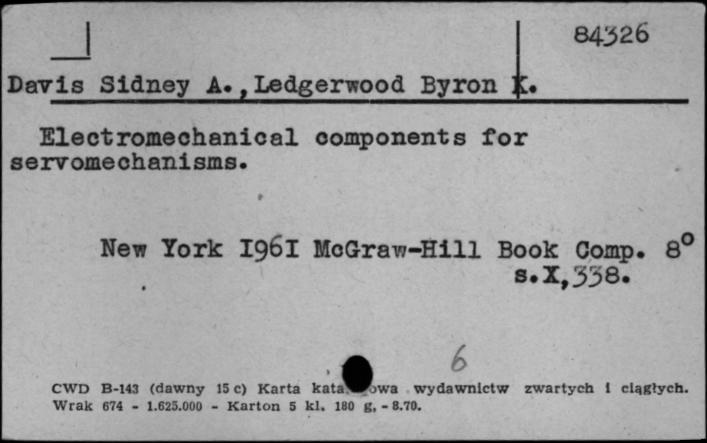 84326
Davis Sidney A., Ledgerwood Byron K.
Electromechanical components for
servomechanisms.
New York I96I McGraw-Hill Book Comp. 8°
s.X,338.
6
CWD B-143 (dawny 15 c) Karta wydawnictw zwartych i ciągłych.
Wrak 674 - 1.625.000 - Karton 5 kl. 180 g. - 8.70.